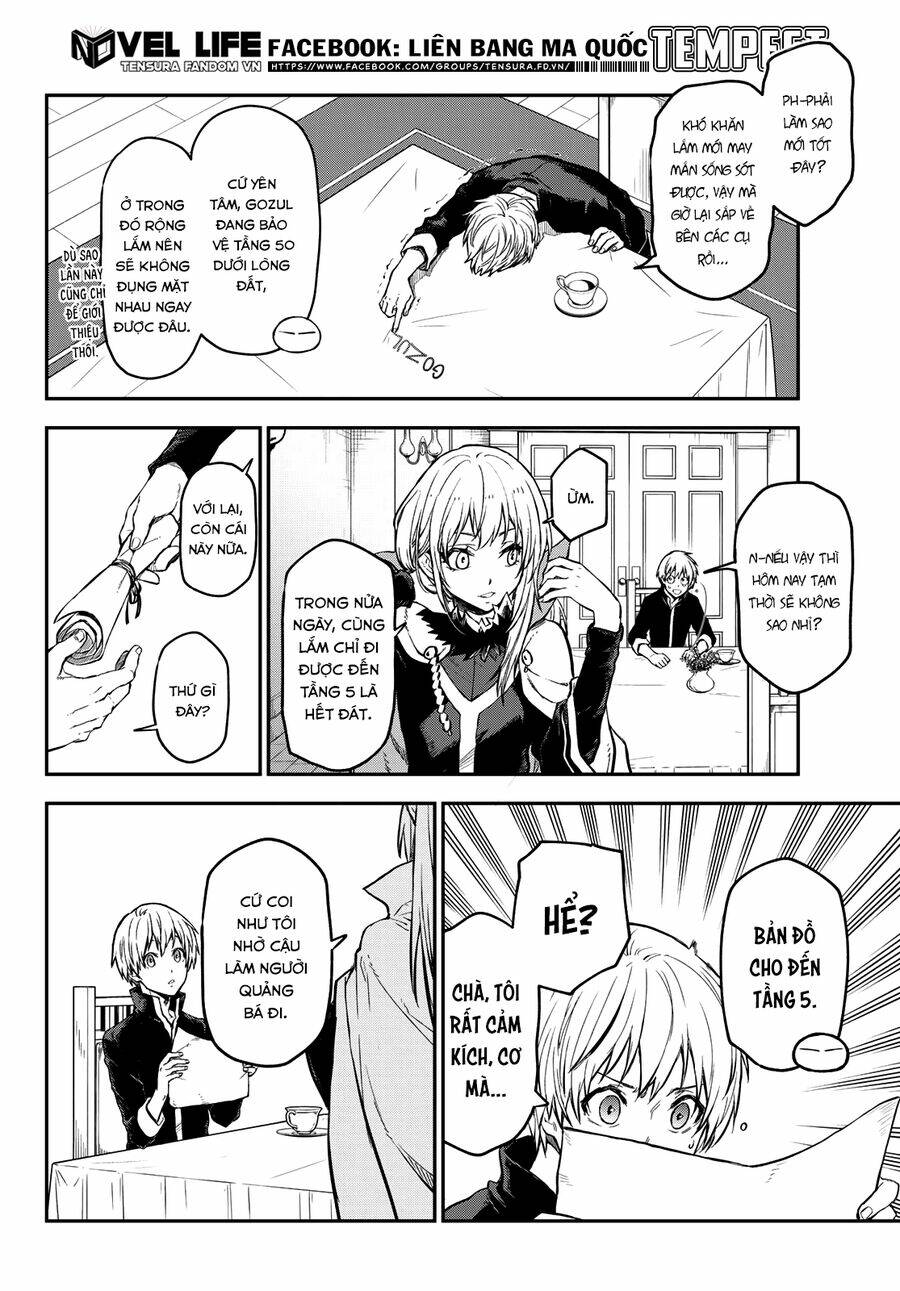 NOVEL LIFE
TENSURA FANDOM VN
FACEBOOK: LIÊN BANG MA QUỐC
HTTPS://WWW.FACEBOOK.COM/GROUPS/TENSURA.FD.VN/
TEMPEST
PH-PHẢI
LÀM SAO
MỚI TỐT
ĐÂY?
KHÓ KHĂN
LẮM MỚI MAY
MẮN SỐNG SÓT
ĐƯỢC, VẬY MÀ
GIỜ LẠI SẮP VỀ
BÊN CÁC CỤ
RỒI...
CỨ YÊN
TÂM, GOZUL
ĐANG BẢO
VỆ TẦNG 50
DƯỚI LÒNG
ĐẤT,
Ở TRONG
ĐÓ RỘNG
LẮM NÊN
SẼ KHÔNG
ĐỤNG MẶT
NHAU NGAY
ĐƯỢC ĐÂU.
DÙ SAO
LẦN NÀY
CŨNG CHỈ
ĐỂ GIỚI
THIỆU
THÔI.
GOZUL
N-NẾU VẬY THÌ
HÔM NAY TẠM
THỜI SẼ KHÔNG
SAO NHỈ?
ỪM.
TRONG NỬA
NGÀY, CÙNG
LẮM CHỈ ĐI
ĐƯỢC ĐẾN
TẦNG 5 LÀ
HẾT ĐÁT.
VỚI LẠI,
CÒN CÁI
NÀY NỮA.
THỨ GÌ
ĐÂY?
BẢN ĐỒ
CHO ĐẾN
TẦNG 5.
HỂ?
CHÀ, TÔI
RẤT CẢM
KÍCH, CƠ
MÀ...
CỨ COI
NHƯ TÔI
NHỜ CẬU
LÀM NGƯỜI
QUẢNG
BÁ ĐI.